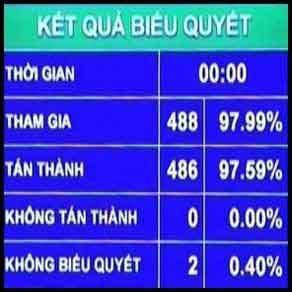 KẾT QUẢ BIỂU QUYẾT
THỜI GIAN 00:00
THAM GIA 488 97.99%
TÁN THÀNH 486 97.59%
KHÔNG TÁN THÀNH 0 0.00%
KHÔNG BIỂU QUYẾT 2 0.40%